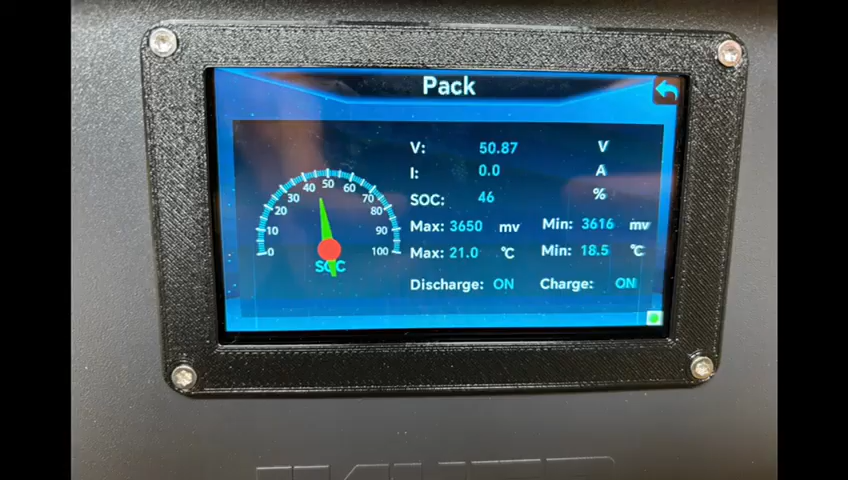 Pack
V: 50.87 V
I: 0.0 A
SOC: 46 %
Max: 3650 mv Min: 3616 mv
Max: 21.0 °C Min: 18.5 °C
Discharge: ON Charge: ON
0 10 20 30 40 50 60 70 80 90 100
SOC